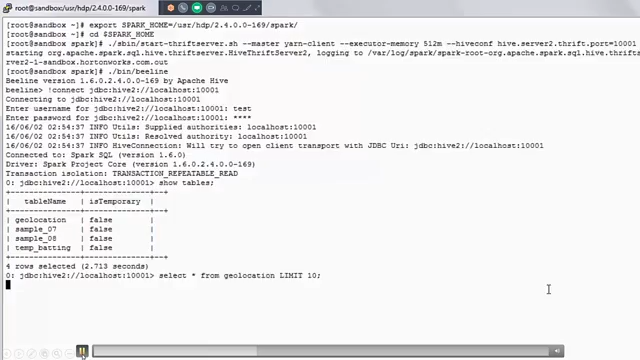 root@sandbox:/usr/hdp/2.4.0.0-169/spark
[root@sandbox ~]# export SPARK_HOME=/usr/hdp/2.4.0.0-169/spark/
[root@sandbox ~]# cd $SPARK_HOME
[root@sandbox spark]# ./sbin/start-thriftserver.sh --master yarn-client --executor-memory 512m --hiveconf hive.server2.thrift.port=10001
starting org.apache.spark.sql.hive.thriftserver.HiveThriftServer2, logging to /var/log/spark/spark-root-org.apache.spark.sql.hive.thriftse
rver2-1-sandbox.hortonworks.com.out
[root@sandbox spark]# ./bin/beeline
Beeline version 1.6.0.2.4.0.0-169 by Apache Hive
beeline> !connect jdbc:hive2://localhost:10001
Connecting to jdbc:hive2://localhost:10001
Enter username for jdbc:hive2://localhost:10001: test
Enter password for jdbc:hive2://localhost:10001: ****
16/06/02 02:54:37 INFO Utils: Supplied authorities: localhost:10001
16/06/02 02:54:37 INFO Utils: Resolved authority: localhost:10001
16/06/02 02:54:37 INFO HiveConnection: Will try to open client transport with JDBC Uri: jdbc:hive2://localhost:10001
Connected to: Spark SQL (version 1.6.0)
Driver: Spark Project Core (version 1.6.0.2.4.0.0-169)
Transaction isolation: TRANSACTION_REPEATABLE_READ
0: jdbc:hive2://localhost:10001> show tables;
+---------------+--------------+--+
| tableName | isTemporary |
+---------------+--------------+--+
| geolocation | false |
| sample_07 | false |
| sample_08 | false |
| temp_batting | false |
+---------------+--------------+--+
4 rows selected (2.713 seconds)
0: jdbc:hive2://localhost:10001> select * from geolocation LIMIT 10;